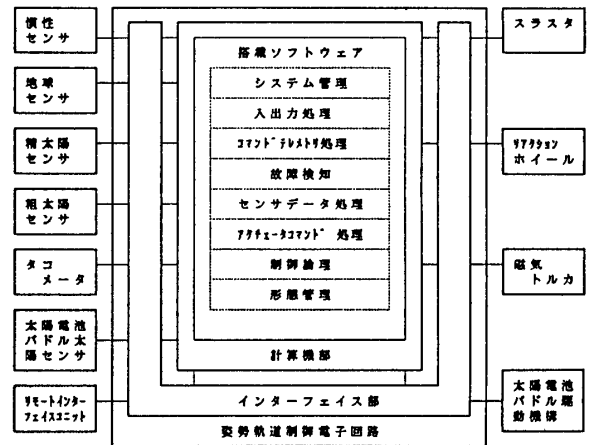 慣性
センサ
地球
センサ
精太陽
センサ
粗太陽
センサ
タコ
メータ
太陽電池
パドル太
陽センサ
ﾘﾓｰﾄｲﾝﾀｰ
ﾌｪｲｽﾕﾆｯﾄ
搭載ソフトウェア
システム管理
入出力処理
ｺﾏﾝﾄﾞﾃﾚﾒﾄﾘ処理
故障検知
センサデータ処理
ｱｸﾁｪｰﾀｺﾏﾝﾄﾞ 処理
制御論理
形態管理
計算機部
インターフェイス部
姿勢軌道制御電子回路
スラスタ
ﾘｱｸｼｮﾝ
ホイール
磁気
トルカ
太陽電池
パドル駆
動機構